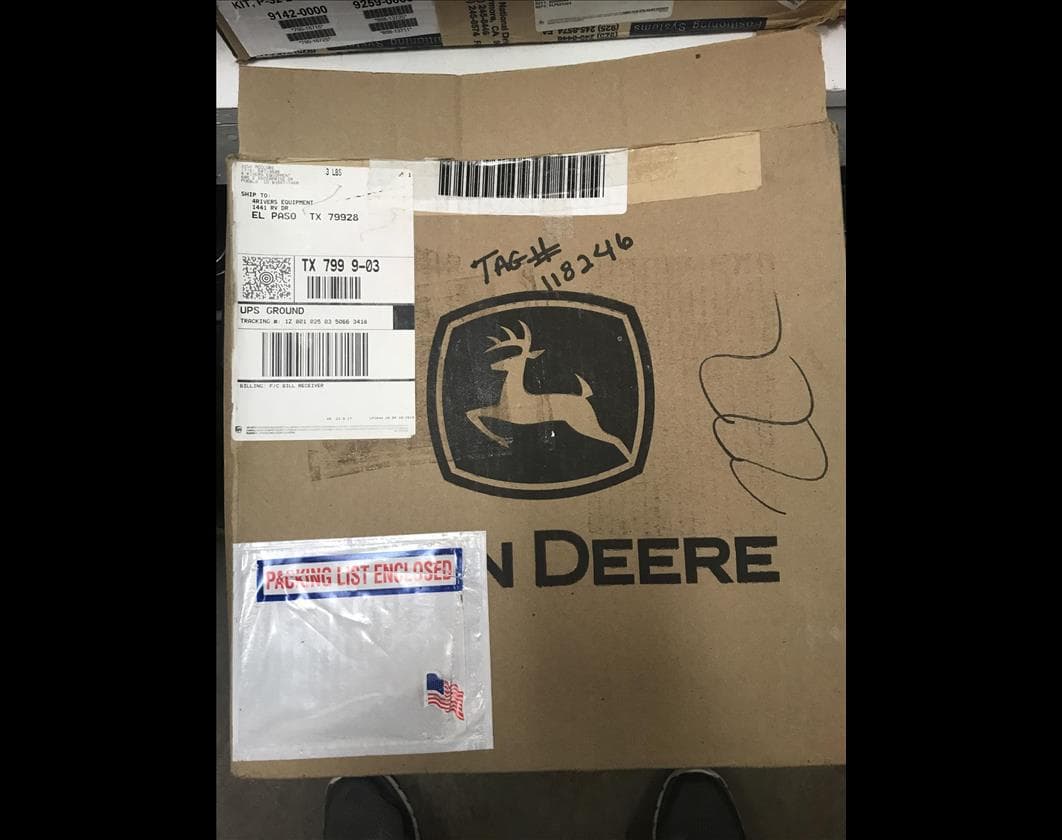 KIT, P-32
9142-0000
9259-0
Positioning Systems
3 LBS
SHIP TO:
4RIVERS EQUIPMENT
1441 RV DR
EL PASO TX 79928
TX 799 9-03
UPS GROUND
TRACKING #: 1Z 801 025 03 5066 3418
BILLING: F/C BILL RECEIVER
TAG# 118246
N DEERE
PACKING LIST ENCLOSED